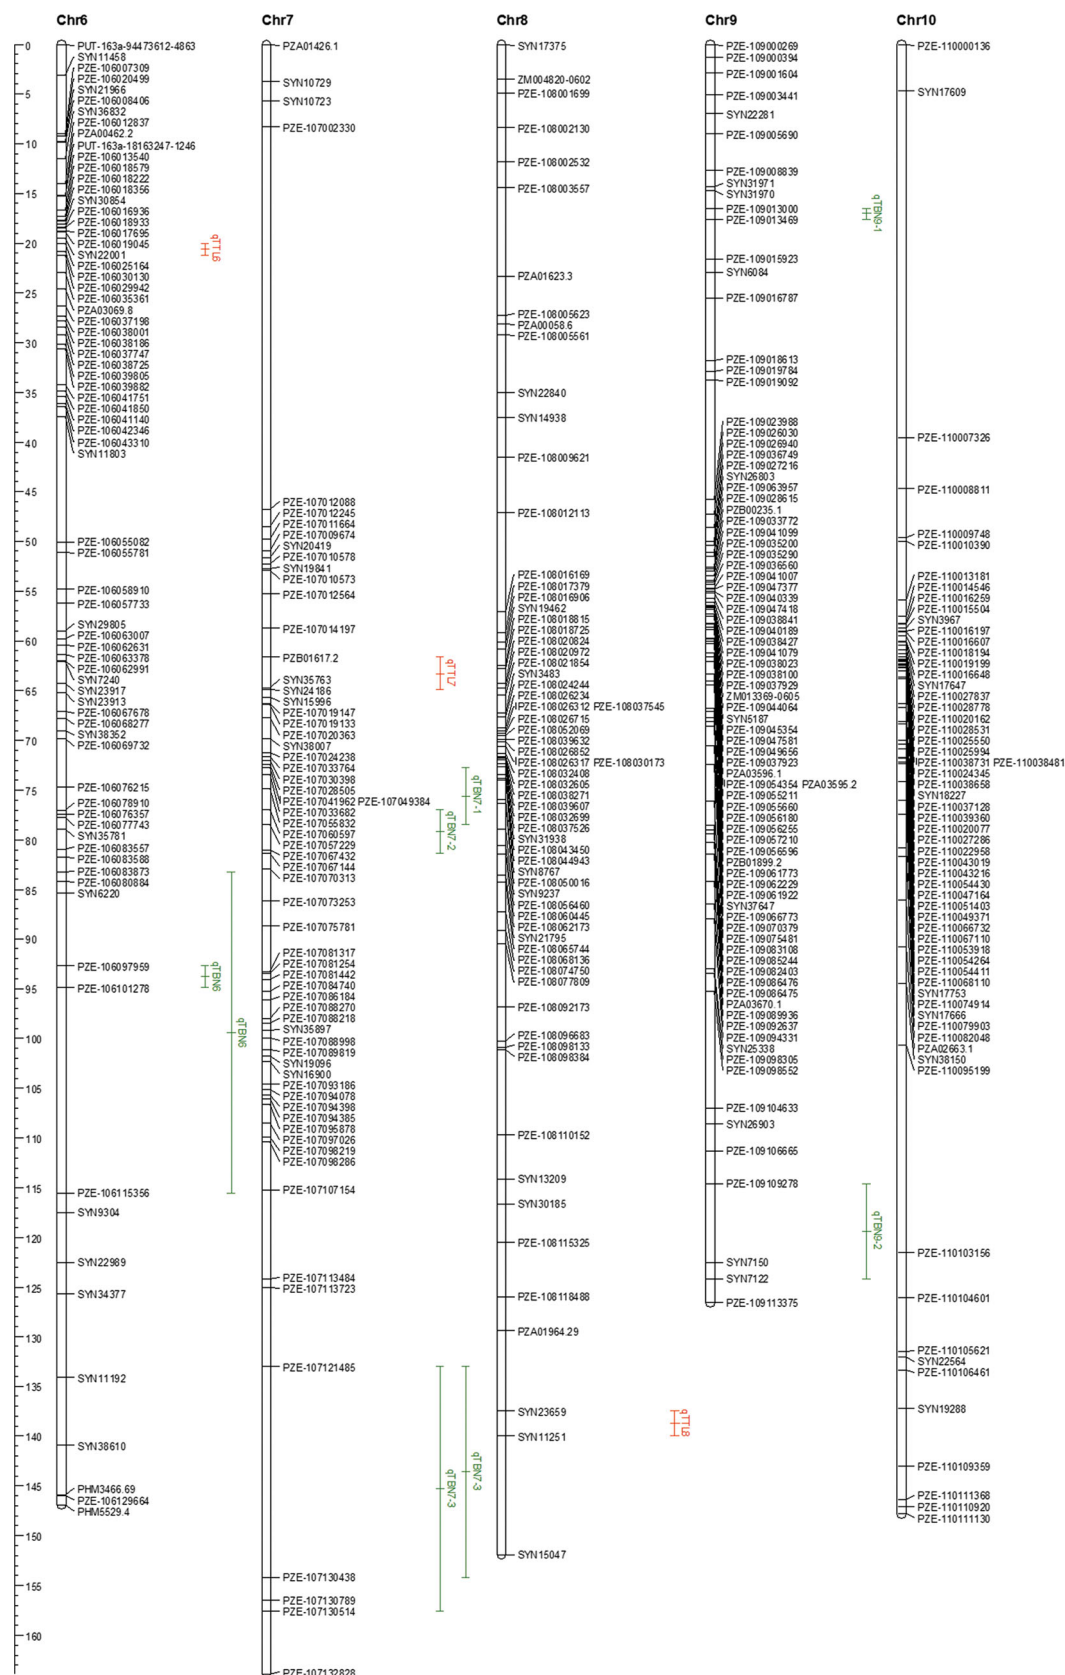 Chr6
Chr7
Chr8
Chr9
Chr10
0
5
10
15
20
25
30
35
40
45
50
55
60
65
70
75
80
85
90
95
100
105
110
115
120
125
130
135
140
145
150
155
160
PUT-163a-94473612-4863
SYN11458
PZE-106007309
PZE-106020499
SYN21966
PZE-106008406
SYN36832
PZE-106012837
PZA00462.2
PUT-163a-18163247-1246
PZE-106013540
PZE-106018579
PZE-106018222
PZE-106018356
SYN30854
PZE-106016936
PZE-106018933
PZE-106017695
PZE-106019045
SYN22001
PZE-106025164
PZE-106030130
PZE-106029942
PZE-106035361
PZA03069.8
PZE-106037198
PZE-106038001
PZE-106038186
PZE-106037747
PZE-106038725
PZE-106039805
PZE-106039882
PZE-106041751
PZE-106041850
PZE-106041140
PZE-106042346
PZE-106043310
SYN11803
PZE-106055082
PZE-106055781
PZE-106058910
PZE-106057733
SYN29805
PZE-106063007
PZE-106062631
PZE-106063378
PZE-106062991
SYN7240
SYN23917
SYN23913
PZE-106067678
PZE-106068277
SYN38352
PZE-106069732
PZE-106076215
PZE-106078910
PZE-106076357
PZE-106077743
SYN35781
PZE-106083557
PZE-106083588
PZE-106083873
PZE-106080884
SYN6220
PZE-106097959
PZE-106101278
PZE-106115356
SYN9304
SYN22989
SYN34377
SYN11192
SYN38610
PHM3466.69
PZE-106129664
PHM5529.4
qTTL6
qTBN6
qTBN6
PZA01426.1
SYN10729
SYN10723
PZE-107002330
PZE-107012088
PZE-107012245
PZE-107011664
PZE-107009674
SYN20419
PZE-107010578
SYN19841
PZE-107010573
PZE-107012564
PZE-107014197
PZB01617.2
SYN35763
SYN24186
SYN15996
PZE-107019147
PZE-107019133
PZE-107020363
SYN38007
PZE-107024238
PZE-107033764
PZE-107030398
PZE-107028505
PZE-107041962 PZE-107049384
PZE-107033682
PZE-107055832
PZE-107060597
PZE-107057229
PZE-107067432
PZE-107067144
PZE-107070313
PZE-107073253
PZE-107075781
PZE-107081317
PZE-107081254
PZE-107081442
PZE-107084740
PZE-107086184
PZE-107088270
PZE-107088218
SYN35897
PZE-107088998
PZE-107089819
SYN19096
SYN16900
PZE-107093186
PZE-107094078
PZE-107094398
PZE-107094385
PZE-107095878
PZE-107097026
PZE-107098219
PZE-107098286
PZE-107107154
PZE-107113484
PZE-107113723
PZE-107121485
PZE-107130438
PZE-107130789
PZE-107130514
PZE-107132828
qTTL7
qTBN7-1
qTBN7-2
qTBN7-3
qTBN7-3
SYN17375
ZM004820-0602
PZE-108001699
PZE-108002130
PZE-108002532
PZE-108003557
PZA01623.3
PZE-108005623
PZA00058.6
PZE-108005561
SYN22840
SYN14938
PZE-108009621
PZE-108012113
PZE-108016169
PZE-108017379
PZE-108016906
SYN19462
PZE-108018815
PZE-108018725
PZE-108020824
PZE-108020972
PZE-108021854
SYN3483
PZE-108024244
PZE-108026234
PZE-108026312 PZE-108037545
PZE-108026715
PZE-108052069
PZE-108039632
PZE-108026852
PZE-108026317 PZE-108030173
PZE-108032408
PZE-108032605
PZE-108038271
PZE-108039607
PZE-108032699
PZE-108037526
SYN31938
PZE-108043450
PZE-108044943
SYN8767
PZE-108050016
SYN9237
PZE-108056460
PZE-108060445
PZE-108062173
SYN21795
PZE-108065744
PZE-108068136
PZE-108074750
PZE-108077809
PZE-108092173
PZE-108096683
PZE-108098133
PZE-108098384
PZE-108110152
SYN13209
SYN30185
PZE-108115325
PZE-108118488
PZA01964.29
SYN23659
SYN11251
SYN15047
qTTL8
PZE-109000269
PZE-109000394
PZE-109001604
PZE-109003441
SYN22281
PZE-109005690
PZE-109008839
SYN31971
SYN31970
PZE-109013000
PZE-109013469
PZE-109015923
SYN6084
PZE-109016787
PZE-109018613
PZE-109019784
PZE-109019092
PZE-109023988
PZE-109026030
PZE-109026940
PZE-109036749
PZE-109027216
SYN26803
PZE-109063957
PZE-109028615
PZB00235.1
PZE-109033772
PZE-109041099
PZE-109035200
PZE-109035290
PZE-109036560
PZE-109041007
PZE-109047377
PZE-109040339
PZE-109047418
PZE-109038841
PZE-109040189
PZE-109038427
PZE-109041079
PZE-109038023
PZE-109038100
PZE-109037929
ZM013369-0605
PZE-109044064
SYN5187
PZE-109045354
PZE-109047581
PZE-109049656
PZE-109037923
PZA03596.1
PZE-109054354 PZA03595.2
PZE-109055211
PZE-109055660
PZE-109056180
PZE-109056255
PZE-109057210
PZE-109056596
PZB01899.2
PZE-109061773
PZE-109062229
PZE-109061922
SYN37647
PZE-109066773
PZE-109070379
PZE-109075481
PZE-109083108
PZE-109085244
PZE-109082403
PZE-109086476
PZE-109086475
PZA03670.1
PZE-109089936
PZE-109092637
PZE-109094331
SYN25338
PZE-109098305
PZE-109098552
PZE-109104633
SYN26903
PZE-109106665
PZE-109109278
SYN7150
SYN7122
PZE-109113375
qTBN9-1
qTBN9-2
PZE-110000136
SYN17609
PZE-110007326
PZE-110008811
PZE-110009748
PZE-110010390
PZE-110013181
PZE-110014546
PZE-110016259
PZE-110015504
SYN3967
PZE-110016197
PZE-110016607
PZE-110018194
PZE-110019199
PZE-110016648
SYN17647
PZE-110027837
PZE-110028778
PZE-110020162
PZE-110028531
PZE-110025550
PZE-110025994
PZE-110038731 PZE-110038481
PZE-110024345
PZE-110038658
SYN18227
PZE-110037128
PZE-110039360
PZE-110020077
PZE-110027286
PZE-110022958
PZE-110043019
PZE-110043216
PZE-110054430
PZE-110047164
PZE-110051403
PZE-110049371
PZE-110066732
PZE-110067110
PZE-110053918
PZE-110054264
PZE-110054411
PZE-110068110
SYN17753
PZE-110074914
SYN17666
PZE-110079903
PZE-110082048
PZA02663.1
SYN38150
PZE-110095199
PZE-110103156
PZE-110104601
PZE-110105621
SYN22564
PZE-110106461
SYN19288
PZE-110109359
PZE-110111368
PZE-110110920
PZE-110111130